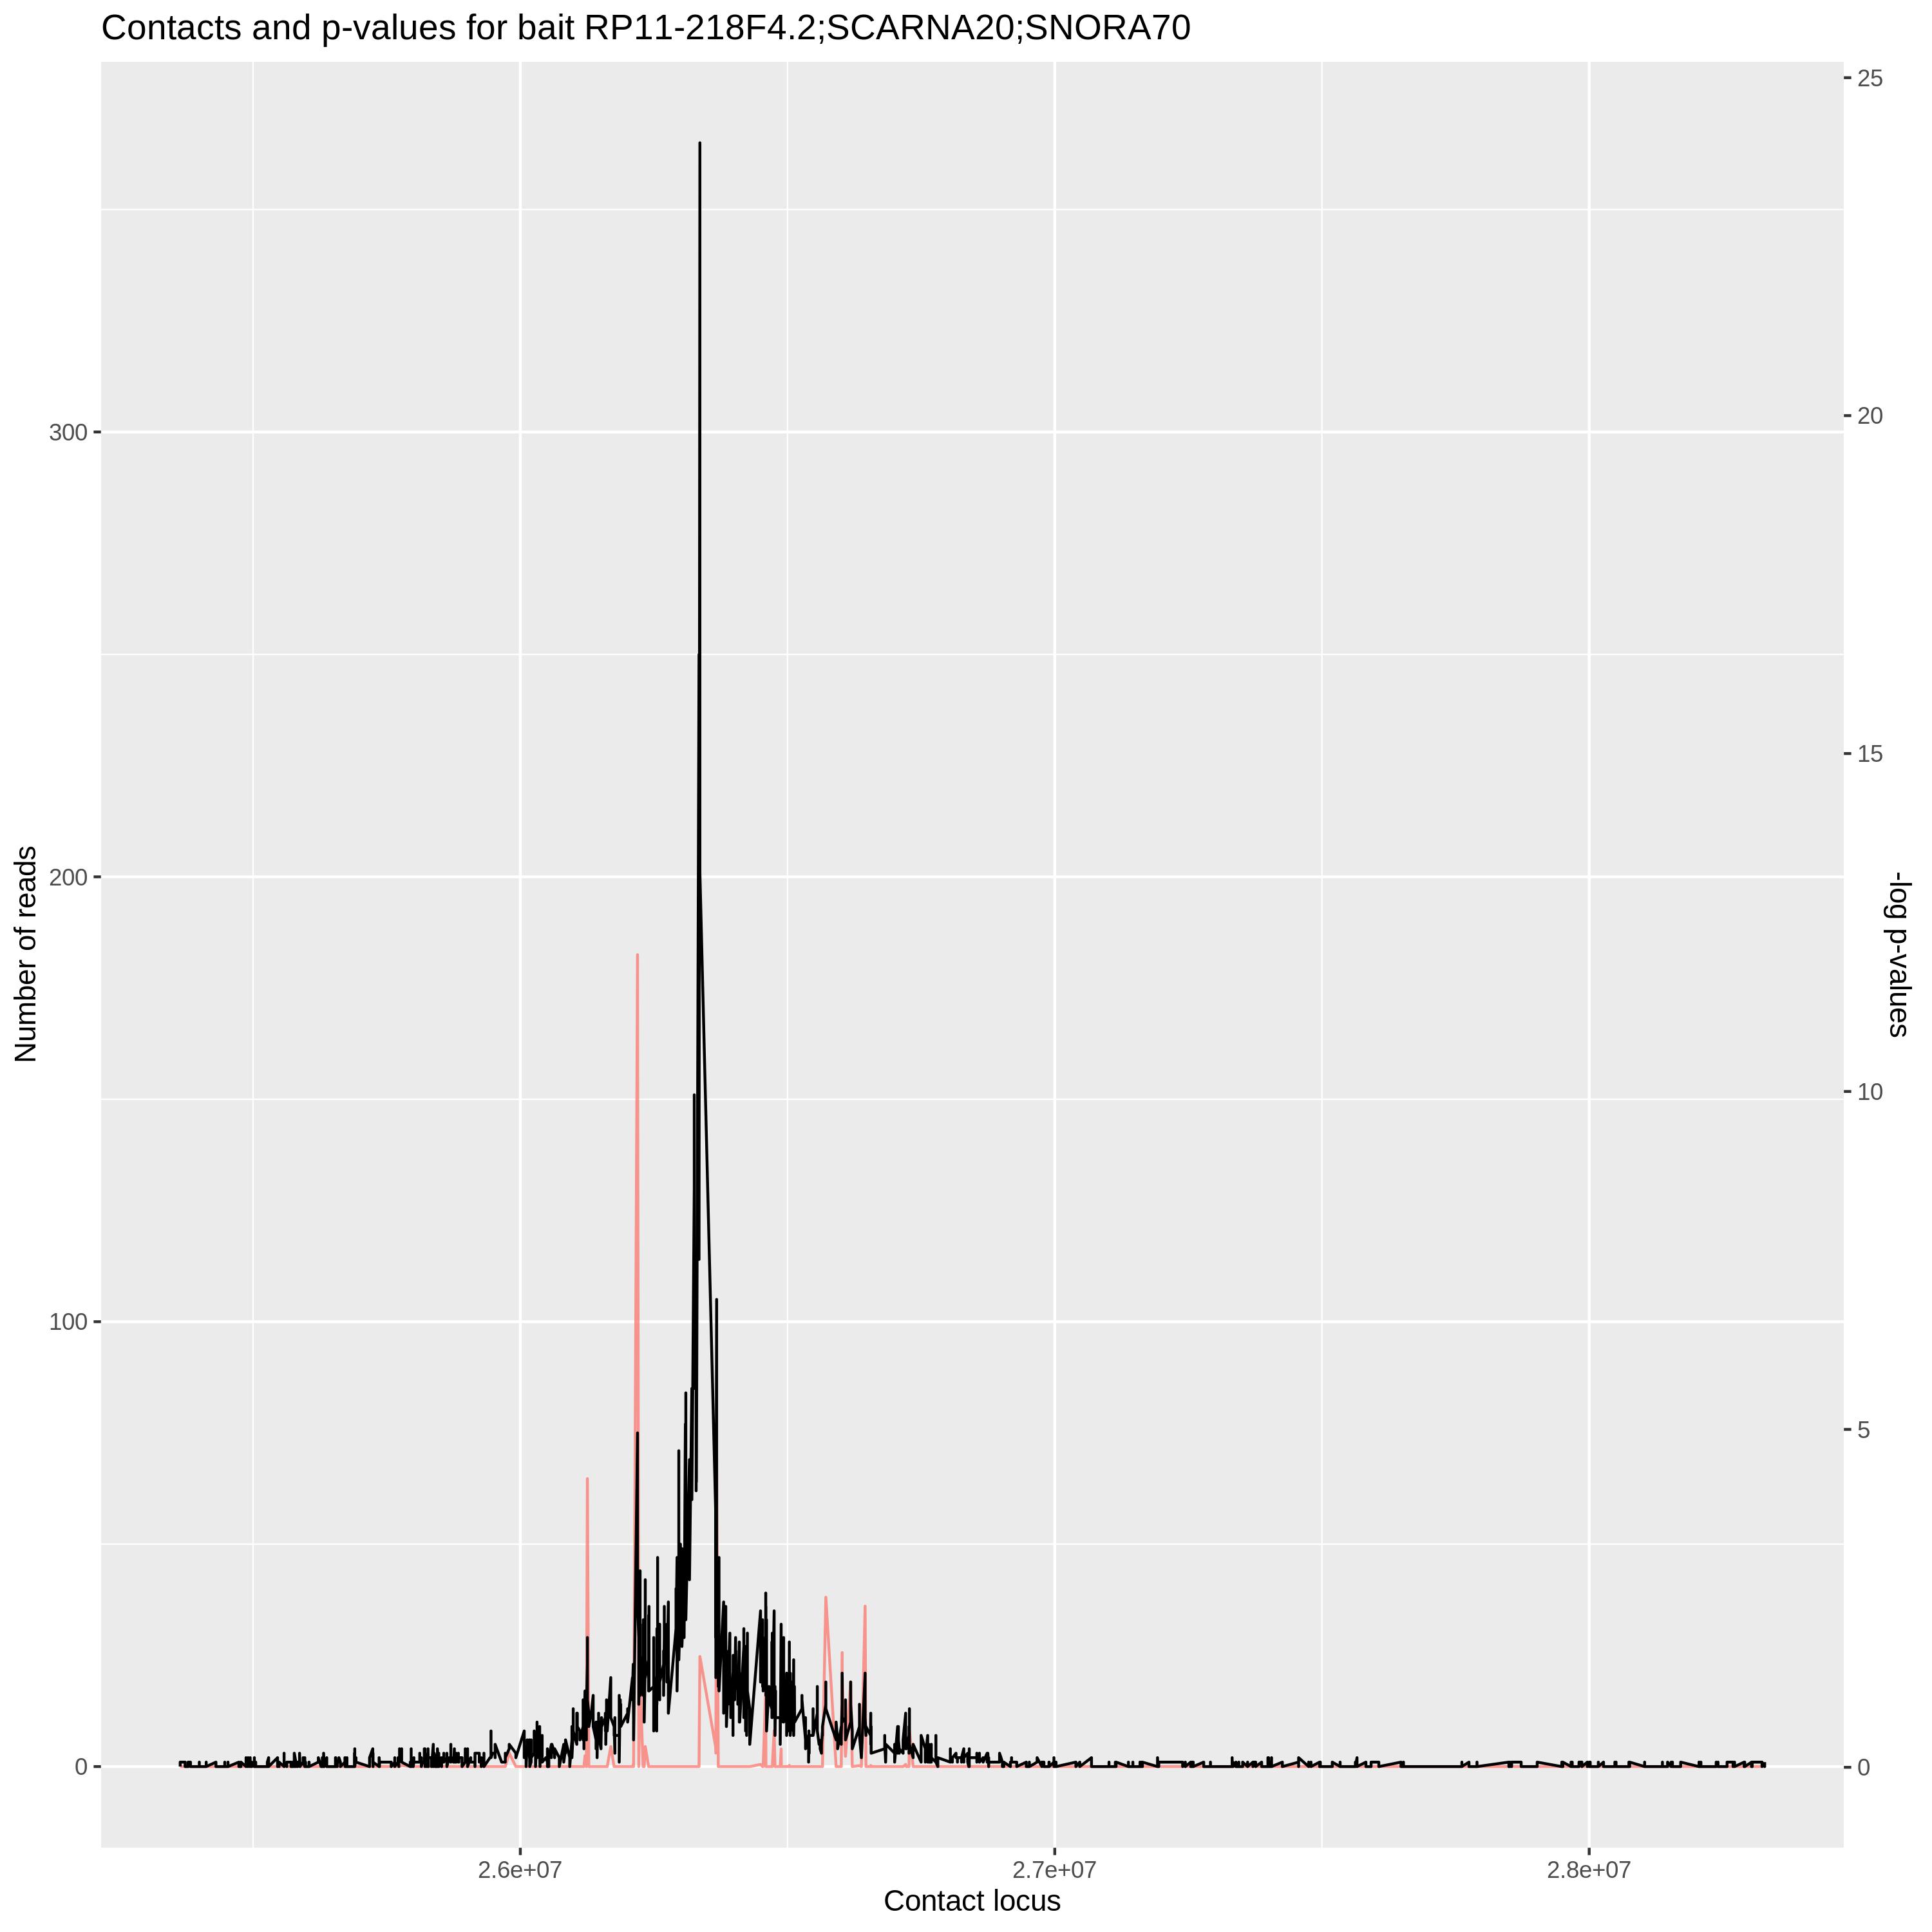 Contacts and p-values for bait RP11-218F4.2;SCARNA20;SNORA70
Number of reads
300
200
100
0
25
20
15
10
5
0
-log p-values
2.6e+07
2.7e+07
2.8e+07
Contact locus